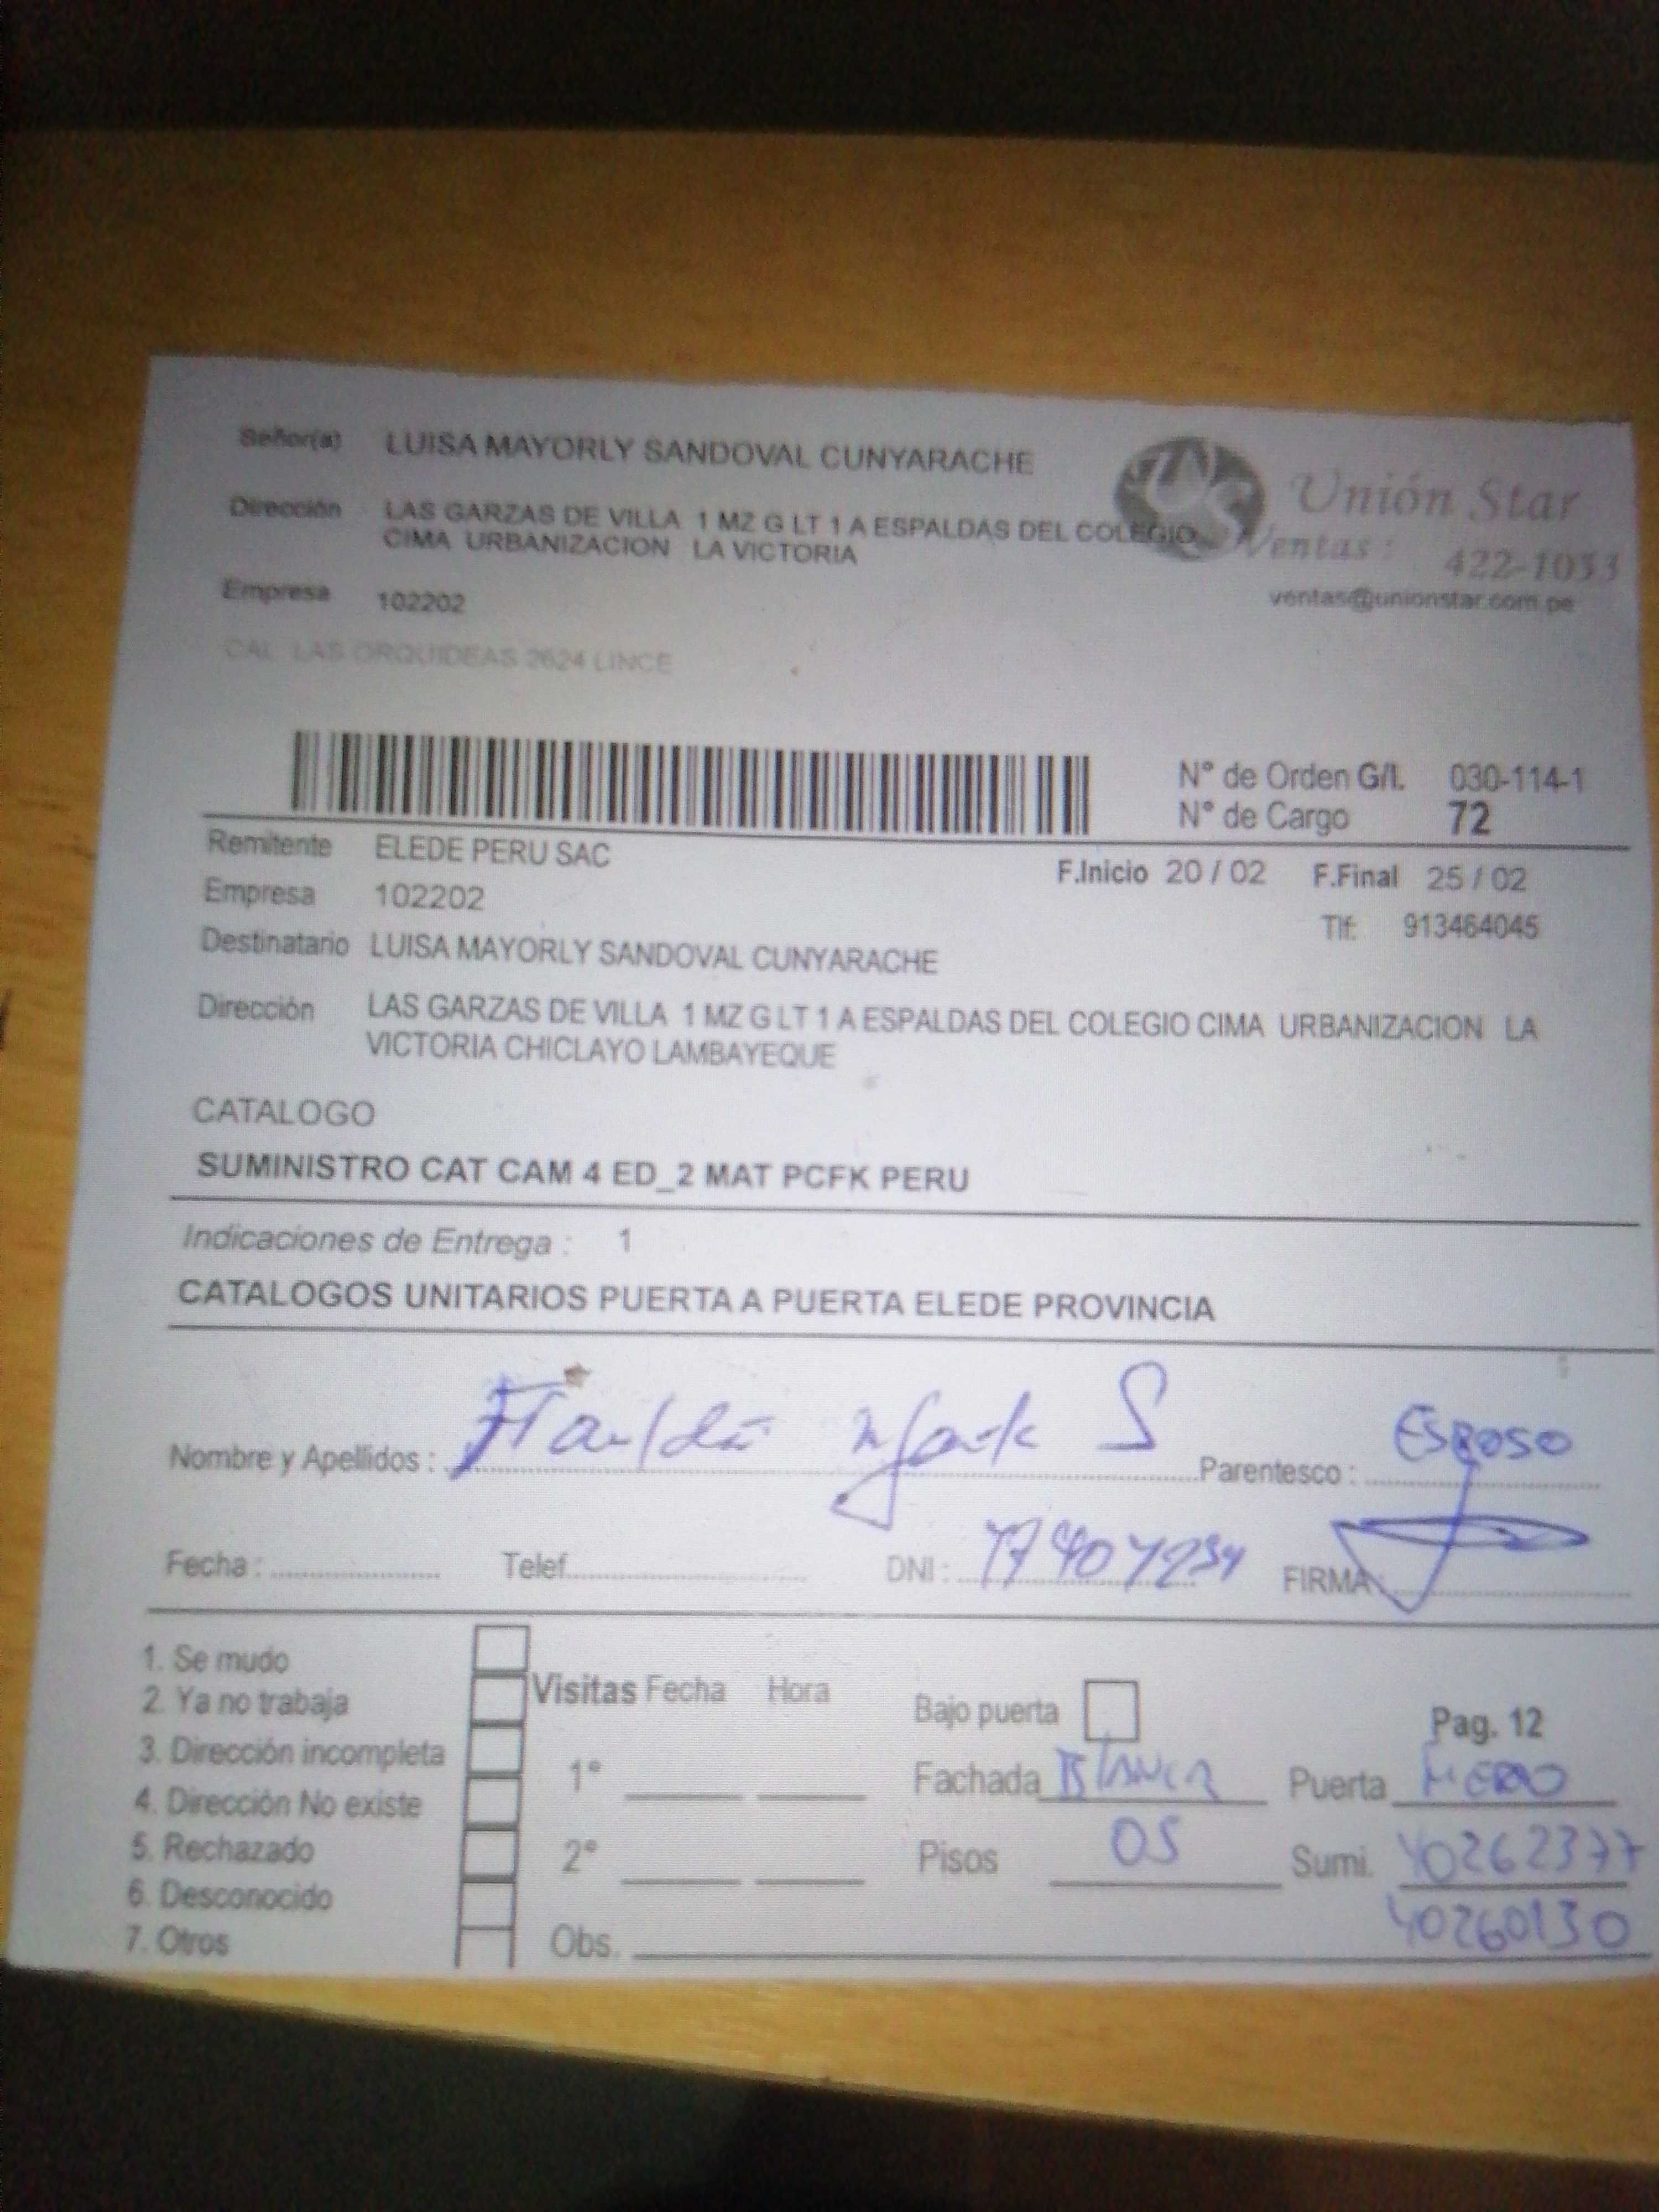 Señor(a) LUISA MAYORLY SANDOVAL CUNYARACHE
Unión Star
Dirección LAS GARZAS DE VILLA 1 MZ G LT 1 A ESPALDAS DEL COLEGIO
CIMA URBANIZACION LA VICTORIA
Ventas: 422-1033
ventas@unionstar.com.pe
Empresa 102202
CAL LAS ORQUIDEAS 2624 LINCE
N° de Orden G/L 030-114-1
N° de Cargo 72
Remitente ELEDE PERU SAC
F.Inicio 20 / 02 F.Final 25 / 02
Empresa 102202
Tlf: 913464045
Destinatario LUISA MAYORLY SANDOVAL CUNYARACHE
Dirección LAS GARZAS DE VILLA 1 MZ G LT 1 A ESPALDAS DEL COLEGIO CIMA URBANIZACION LA
VICTORIA CHICLAYO LAMBAYEQUE
CATALOGO
SUMINISTRO CAT CAM 4 ED_2 MAT PCFK PERU
Indicaciones de Entrega : 1
CATALOGOS UNITARIOS PUERTA A PUERTA ELEDE PROVINCIA
Nombre y Apellidos : S Parentesco : ESPOSO
Fecha : Telef. DNI : FIRMA
1. Se mudo
2. Ya no trabaja
3. Dirección incompleta
4. Dirección No existe
5. Rechazado
6. Desconocido
7. Otros
Visitas Fecha Hora
1°
2°
Obs.
Bajo puerta
Pag. 12
Fachada BLANCA Puerta
Pisos 05 Sumi. 40262377
40260130